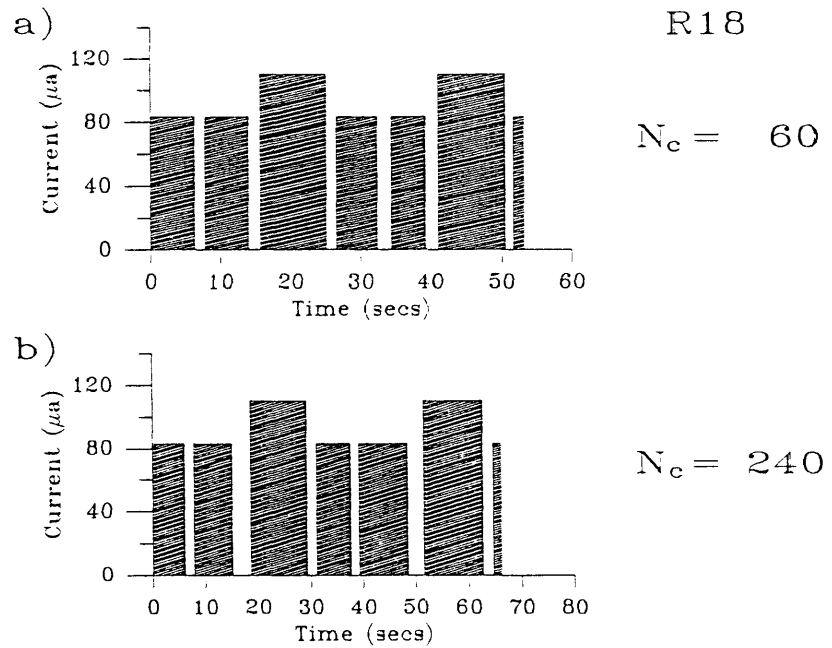 a)
R18
N_c = 60
120
80
40
0
Current (μa)
0 10 20 30 40 50 60
Time (secs)
b)
N_c = 240
120
80
40
0
Current (μa)
0 10 20 30 40 50 60 70 80
Time (secs)